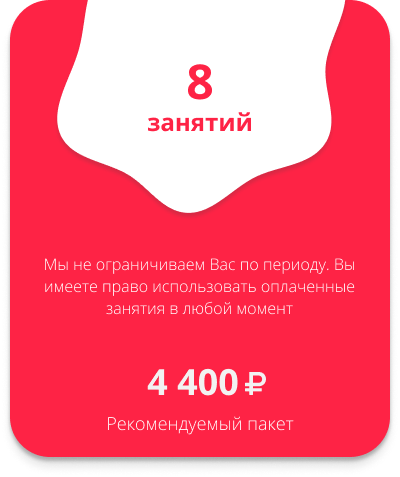 8
занятий
Мы не ограничиваем Вас по периоду. Вы
имеете право использовать оплаченные
занятия в любой момент
4 400 ₽
Рекомендуемый пакет